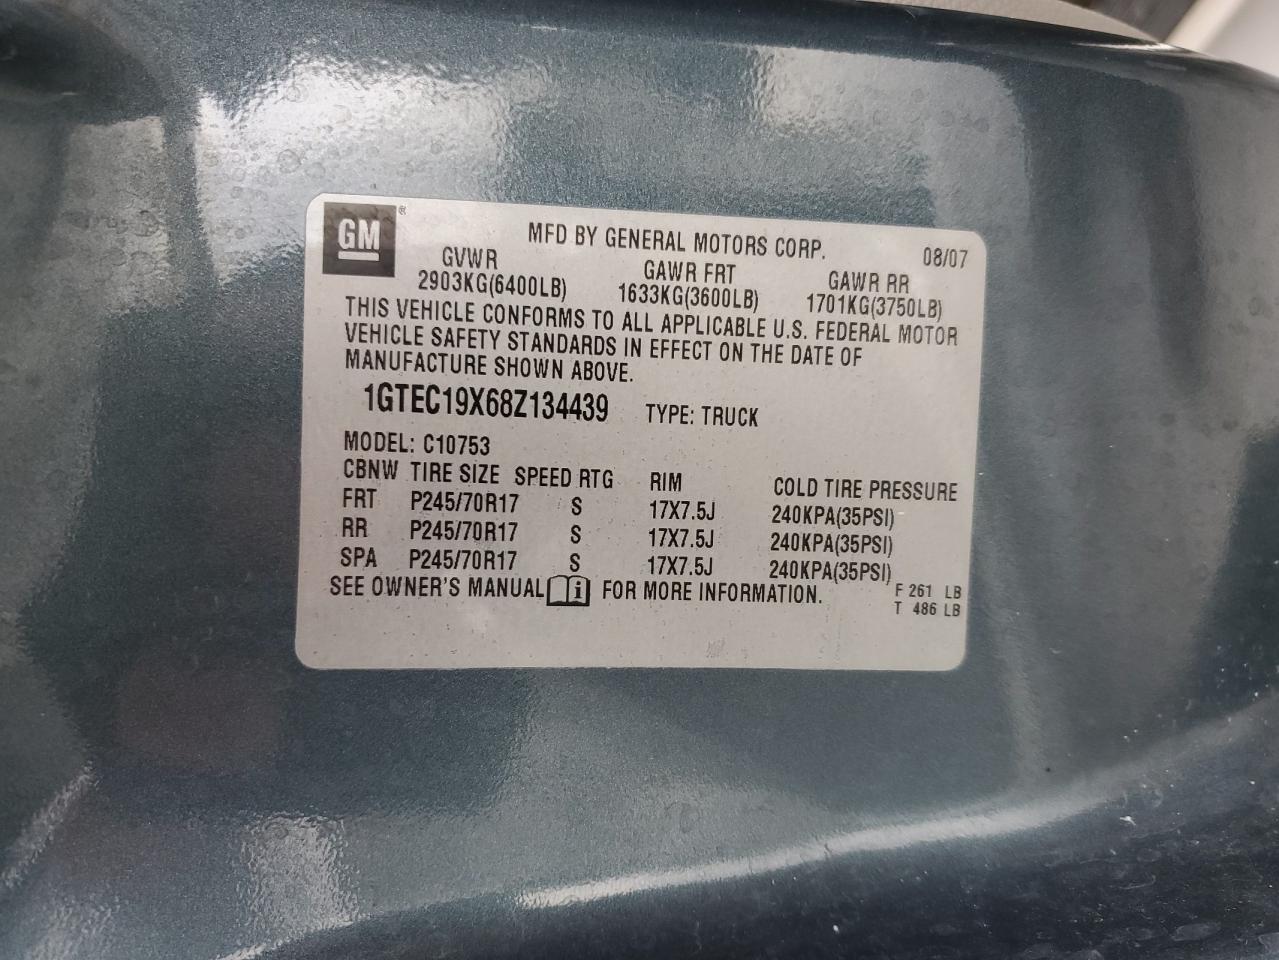 GM ®
MFD BY GENERAL MOTORS CORP. 08/07
GVWR GAWR FRT GAWR RR
2903KG(6400LB) 1633KG(3600LB) 1701KG(3750LB)
THIS VEHICLE CONFORMS TO ALL APPLICABLE U.S. FEDERAL MOTOR
VEHICLE SAFETY STANDARDS IN EFFECT ON THE DATE OF
MANUFACTURE SHOWN ABOVE.
1GTEC19X68Z134439 TYPE: TRUCK
MODEL: C10753
CBNW TIRE SIZE SPEED RTG RIM COLD TIRE PRESSURE
FRT P245/70R17 S 17X7.5J 240KPA(35PSI)
RR P245/70R17 S 17X7.5J 240KPA(35PSI)
SPA P245/70R17 S 17X7.5J 240KPA(35PSI)
SEE OWNER'S MANUAL i FOR MORE INFORMATION.
F 261 LB
T 486 LB